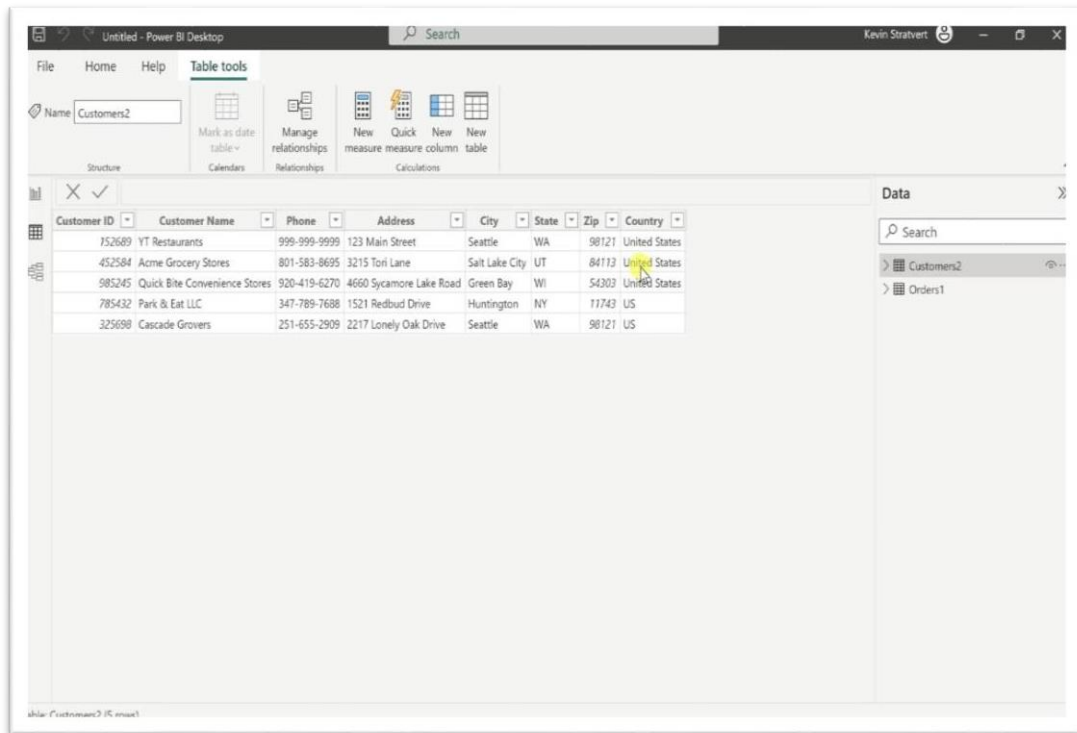 Untitled - Power BI Desktop Search Kevin Stratvert
File Home Help Table tools
Name Customers2
Mark as date table
Manage relationships
New measure
Quick measure
New column
New table
Structure Calendars Relationships Calculations
Data
Search
Customers2
Orders1
Customer ID Customer Name Phone Address City State Zip Country
152689 YT Restaurants 999-999-9999 123 Main Street Seattle WA 98121 United States
452584 Acme Grocery Stores 801-583-8695 3215 Tori Lane Salt Lake City UT 84113 United States
985245 Quick Bite Convenience Stores 920-419-6270 4660 Sycamore Lake Road Green Bay WI 54303 United States
785432 Park & Eat LLC 347-789-7688 1521 Redbud Drive Huntington NY 11743 US
325698 Cascade Grovers 251-655-2909 2217 Lonely Oak Drive Seattle WA 98121 US
Customers2 (5 rows)